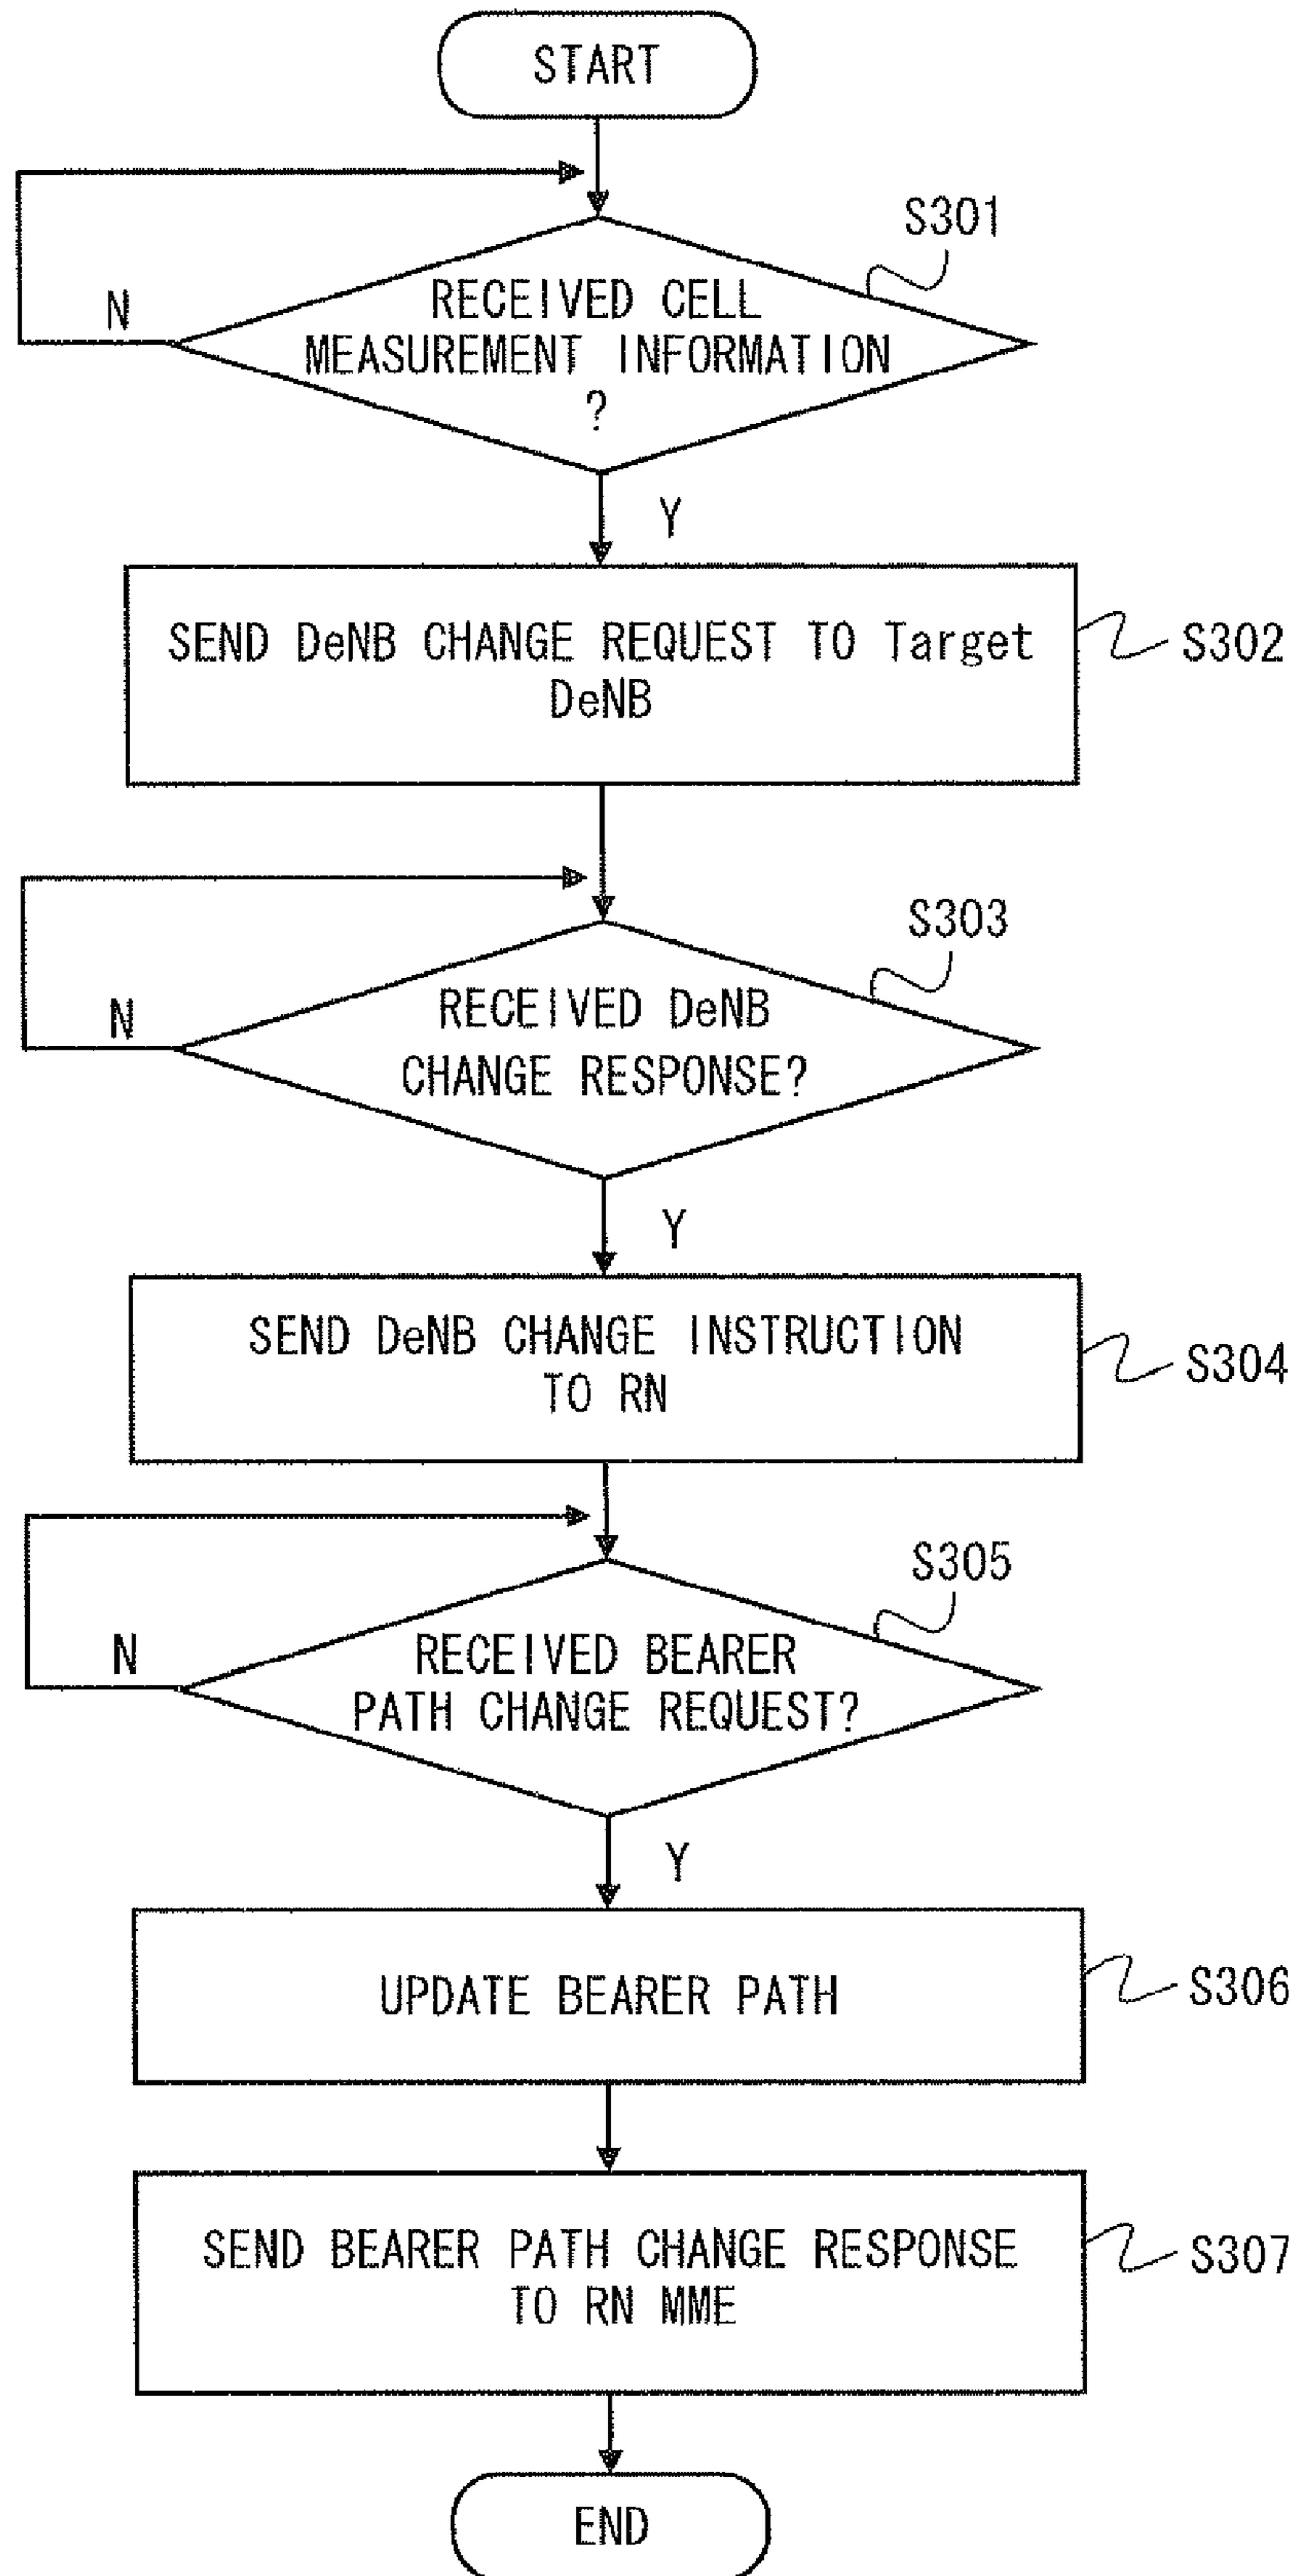 START
S301
RECEIVED CELL
MEASUREMENT INFORMATION
?
N
Y
SEND DeNB CHANGE REQUEST TO Target
DeNB
S302
S303
RECEIVED DeNB
CHANGE RESPONSE?
N
Y
SEND DeNB CHANGE INSTRUCTION
TO RN
S304
S305
RECEIVED BEARER
PATH CHANGE REQUEST?
N
Y
UPDATE BEARER PATH
S306
SEND BEARER PATH CHANGE RESPONSE
TO RN MME
S307
END